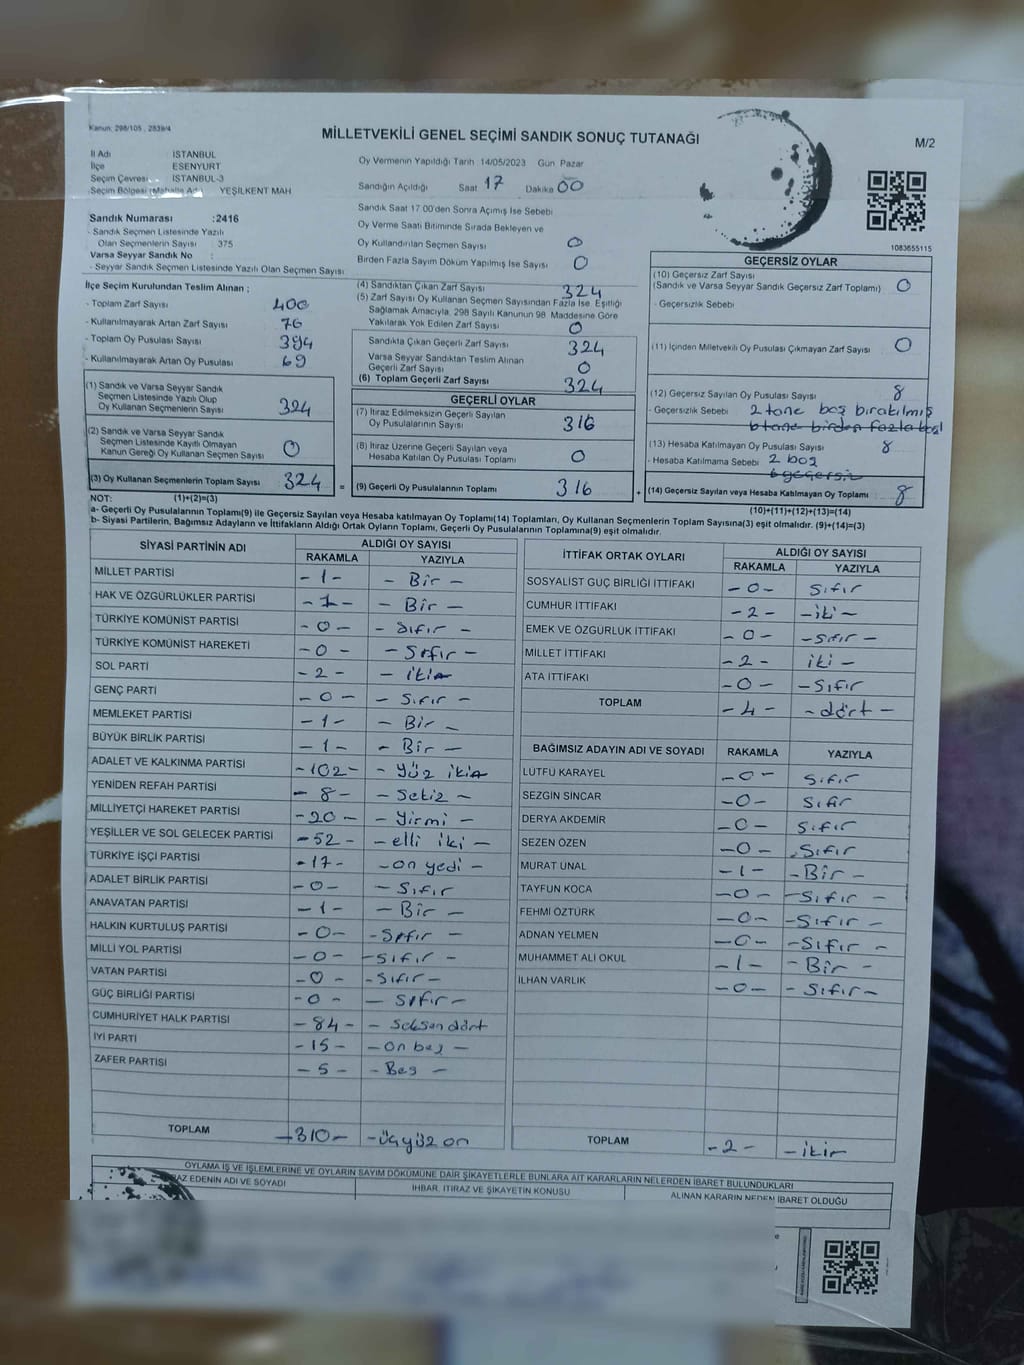 Kanun: 298/105 , 2839/4
MİLLETVEKİLİ GENEL SEÇİMİ SANDIK SONUÇ TUTANAĞI
M/2
İl Adı İSTANBUL
İlçe ESENYURT
Seçim Çevresi İSTANBUL-3
Seçim Bölgesi (Mahalle Adı) YEŞİLKENT MAH
Oy Vermenin Yapıldığı Tarih 14/05/2023 Gün Pazar
Sandığın Açıldığı Saat 17 Dakika 00
Sandık Saat 17.00'den Sonra Açılmış İse Sebebi
Sandık Numarası :2416
- Sandık Seçmen Listesinde Yazılı
Olan Seçmenlerin Sayısı : 375
Varsa Seyyar Sandık No :
- Seyyar Sandık Seçmen Listesinde Yazılı Olan Seçmen Sayısı
Oy Verme Saati Bitiminde Sırada Bekleyen ve
Oy Kullandırılan Seçmen Sayısı 0
Birden Fazla Sayım Döküm Yapılmış İse Sayısı 0
1083655115
İlçe Seçim Kurulundan Teslim Alınan ;
- Toplam Zarf Sayısı 400
- Kullanılmayarak Artan Zarf Sayısı 76
- Toplam Oy Pusulası Sayısı 394
- Kullanılmayarak Artan Oy Pusulası 69
(4) Sandıktan Çıkan Zarf Sayısı 324
(5) Zarf Sayısı Oy Kullanan Seçmen Sayısından Fazla İse, Eşitliği
Sağlamak Amacıyla, 298 Sayılı Kanunun 98. Maddesine Göre
Yakılarak Yok Edilen Zarf Sayısı 0
Sandıkta Çıkan Geçerli Zarf Sayısı 324
Varsa Seyyar Sandıktan Teslim Alınan
Geçerli Zarf Sayısı 0
(6) Toplam Geçerli Zarf Sayısı 324
GEÇERSİZ OYLAR
(10) Geçersiz Zarf Sayısı 0
(Sandık ve Varsa Seyyar Sandık Geçersiz Zarf Toplamı)
- Geçersizlik Sebebi
(11) İçinden Milletvekili Oy Pusulası Çıkmayan Zarf Sayısı 0
(12) Geçersiz Sayılan Oy Pusulası Sayısı 8
- Geçersizlik Sebebi 2 tane boş bırakılmış
6 tane birden fazla
(13) Hesaba Katılmayan Oy Pusulası Sayısı 8
- Hesaba Katılmama Sebebi 2 boş
6 geçersiz
(14) Geçersiz Sayılan veya Hesaba Katılmayan Oy Toplamı 8
(10)+(11)+(12)+(13)=(14)
(1) Sandık ve Varsa Seyyar Sandık
Seçmen Listesinde Yazılı Olup
Oy Kullanan Seçmenlerin Sayısı 324
(2) Sandık ve Varsa Seyyar Sandık
Seçmen Listesinde Kayıtlı Olmayan
Kanun Gereği Oy Kullanan Seçmen Sayısı 0
(3) Oy Kullanan Seçmenlerin Toplam Sayısı 324 =
GEÇERLİ OYLAR
(7) İtiraz Edilmeksizin Geçerli Sayılan
Oy Pusulalarının Sayısı 316
(8) İtiraz Üzerine Geçerli Sayılan veya
Hesaba Katılan Oy Pusulası Toplamı 0
(9) Geçerli Oy Pusulalarının Toplamı 316 +
NOT: (1)+(2)=(3)
a- Geçerli Oy Pusulaların Toplamı(9) ile Geçersiz Sayılan veya Hesaba katılmayan Oy Toplamı(14) Toplamları, Oy Kullanan Seçmenlerin Toplam Sayısına(3) eşit olmalıdır. (9)+(14)=(3)
b- Siyasi Partilerin, Bağımsız Adayların ve İttifakların Aldığı Ortak Oyların Toplamı, Geçerli Oy Pusulalarının Toplamına(9) eşit olmalıdır.
SİYASİ PARTİNİN ADI ALDIĞI OY SAYISI
RAKAMLA YAZIYLA
MİLLET PARTİSİ - 1 - - Bir -
HAK VE ÖZGÜRLÜKLER PARTİSİ - 1 - - Bir -
TÜRKİYE KOMÜNİST PARTİSİ - 0 - - Sıfır -
TÜRKİYE KOMÜNİST HAREKETİ - 0 - - Sıfır -
SOL PARTİ - 2 - - iki -
GENÇ PARTİ - 0 - - Sıfır -
MEMLEKET PARTİSİ - 1 - - Bir -
BÜYÜK BİRLİK PARTİSİ - 1 - - Bir -
ADALET VE KALKINMA PARTİSİ - 102 - - yüz iki -
YENİDEN REFAH PARTİSİ - 8 - - Sekiz -
MİLLİYETÇİ HAREKET PARTİSİ - 20 - - Yirmi -
YEŞİLLER VE SOL GELECEK PARTİSİ - 52 - - elli iki -
TÜRKİYE İŞÇİ PARTİSİ - 17 - - on yedi -
ADALET BİRLİK PARTİSİ - 0 - - Sıfır
ANAVATAN PARTİSİ - 1 - - Bir -
HALKIN KURTULUŞ PARTİSİ - 0 - - Sıfır -
MİLLİ YOL PARTİSİ - 0 - - Sıfır -
VATAN PARTİSİ - 0 - - Sıfır -
GÜÇ BİRLİĞİ PARTİSİ - 0 - - Sıfır -
CUMHURİYET HALK PARTİSİ - 84 - - Seksen dört
İYİ PARTİ - 15 - - on beş -
ZAFER PARTİSİ - 5 - - Beş -
TOPLAM - 310 - - üçyüz on
İTTİFAK ORTAK OYLARI ALDIĞI OY SAYISI
RAKAMLA YAZIYLA
SOSYALİST GÜÇ BİRLİĞİ İTTİFAKI - 0 - Sıfır
CUMHUR İTTİFAKI - 2 - - iki -
EMEK VE ÖZGÜRLÜK İTTİFAKI - 0 - - Sıfır -
MİLLET İTTİFAKI - 2 - iki -
ATA İTTİFAKI - 0 - - Sıfır
TOPLAM - 4 - - dört -
BAĞIMSIZ ADAYIN ADI VE SOYADI RAKAMLA YAZIYLA
LÜTFÜ KARAYEL - 0 - Sıfır
SEZGİN SİNCAR - 0 - Sıfır
DERYA AKDEMİR - 0 - Sıfır
SEZEN ÖZEN - 0 - Sıfır
MURAT ÜNAL - 1 - - Bir -
TAYFUN KOCA - 0 - - Sıfır -
FEHMİ ÖZTÜRK - 0 - - Sıfır -
ADNAN YELMEN - 0 - - Sıfır -
MUHAMMET ALİ OKUL - 1 - - Bir -
İLHAN VARLIK - 0 - - Sıfır -
TOPLAM - 2 - - iki
OYLAMA İŞ VE İŞLEMLERİNE VE OYLARIN SAYIM DÖKÜMÜNE DAİR ŞİKAYETLERLE BUNLARA AİT KARARLARIN NELERDEN İBARET BULUNDUKLARI
AZ EDENİN ADI VE SOYADI İHBAR, İTİRAZ VE ŞİKAYETİN KONUSU ALINAN KARARIN NEDEN İBARET OLDUĞU